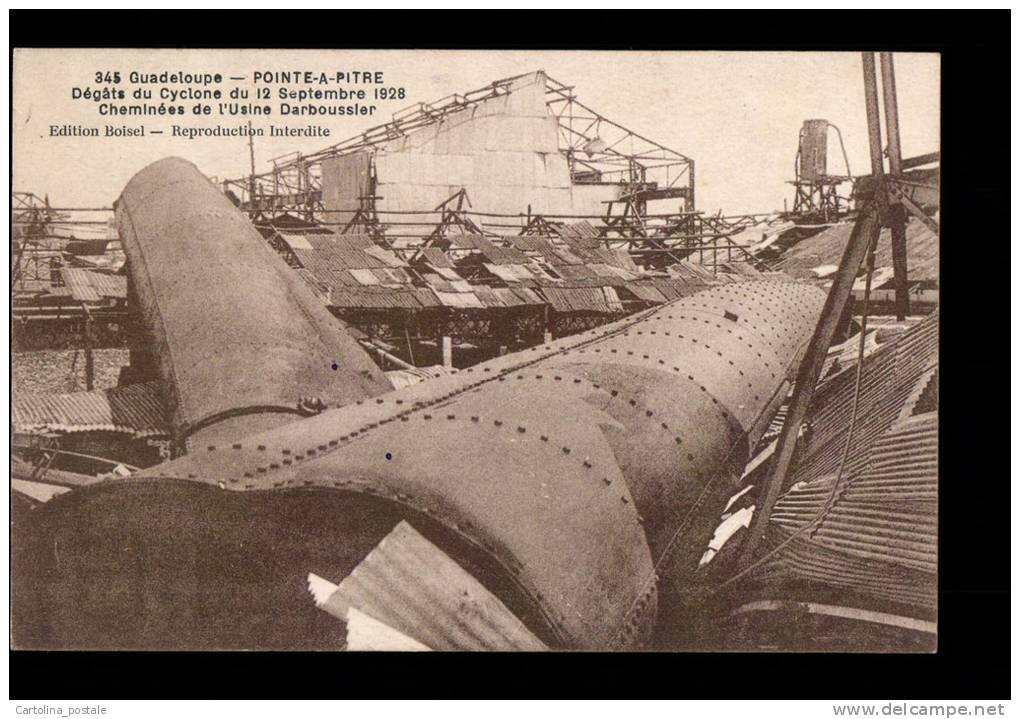 345 Guadeloupe — POINTE-A-PITRE
Dégâts du Cyclone du 12 Septembre 1928
Cheminées de l'Usine Darboussier
Edition Boisel — Reproduction Interdite
Cartolina_postale
www.delcampe.net